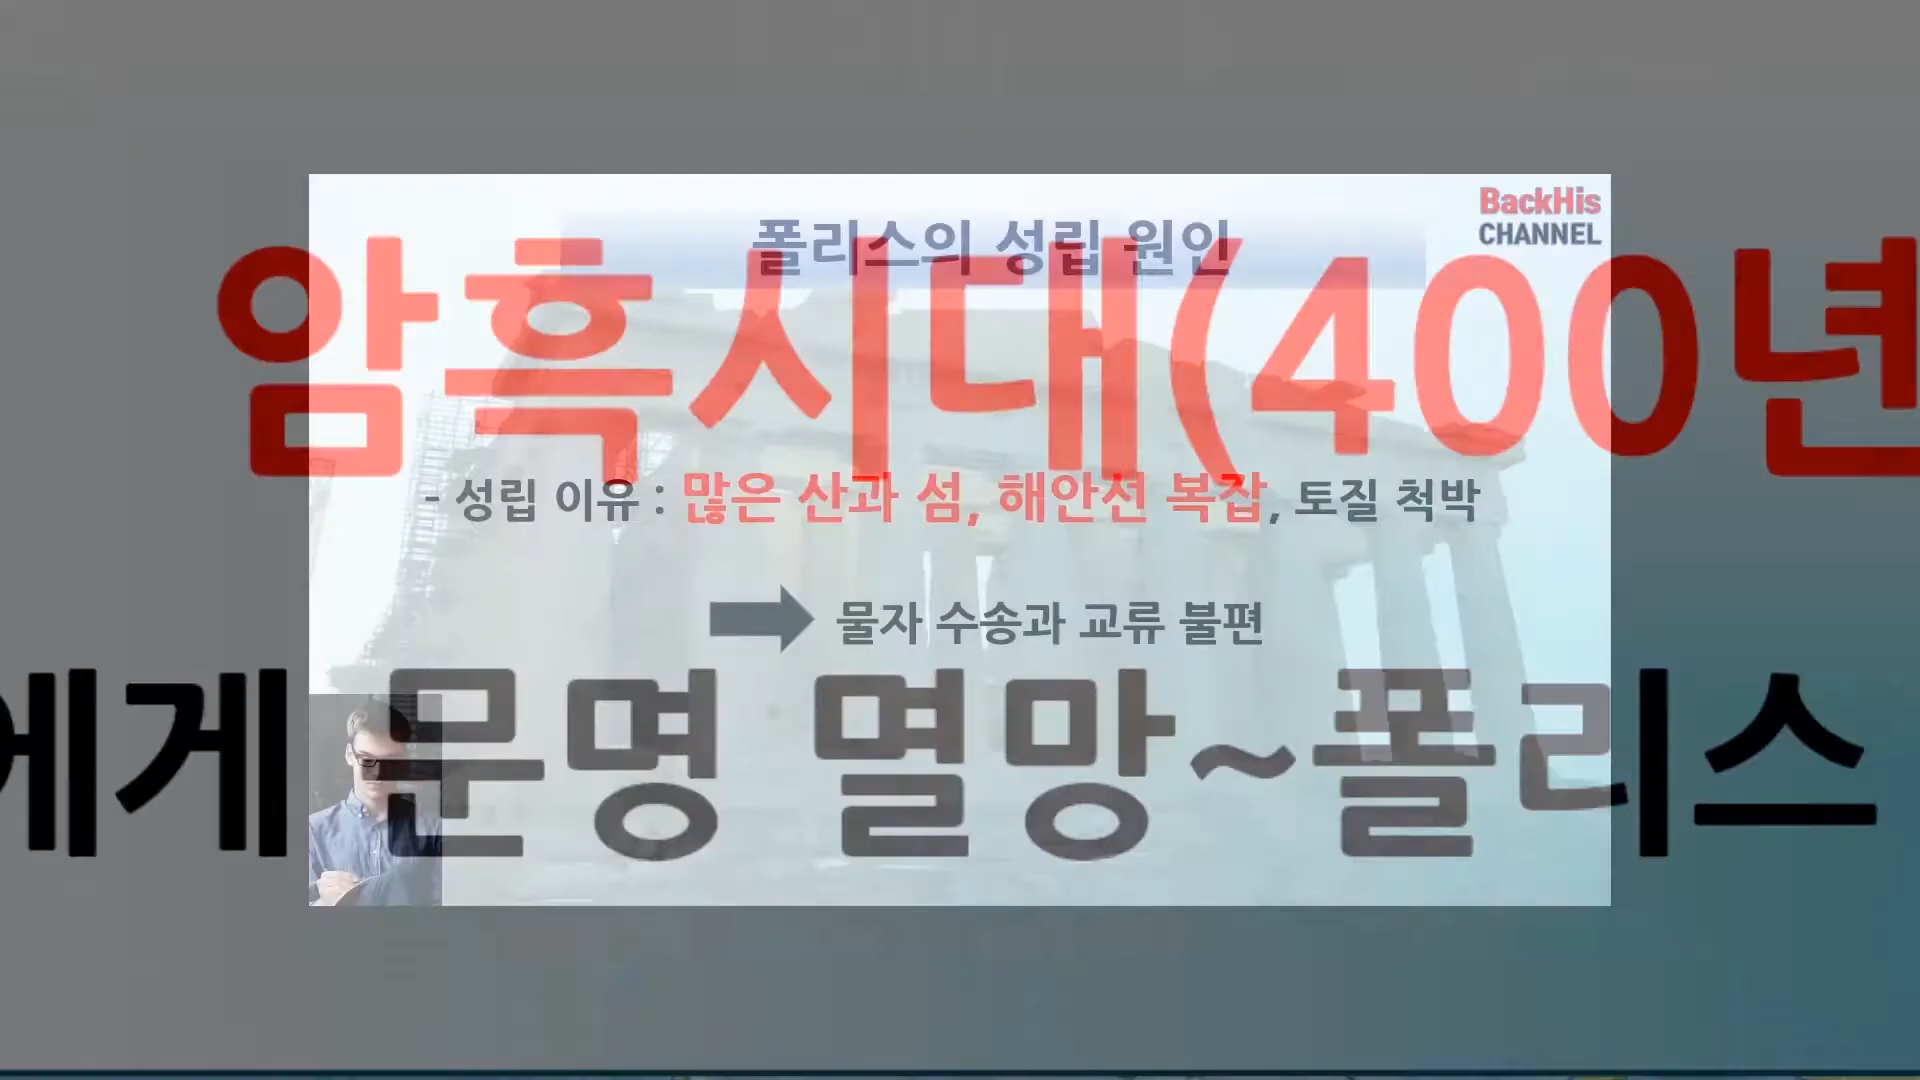 BackHis
CHANNEL
폴리스의 성립 원인
암흑시대(400년
- 성립 이유 : 많은 산과 섬, 해안선 복잡, 토질 척박
물자 수송과 교류 불편
에게 문명 멸망~폴리스